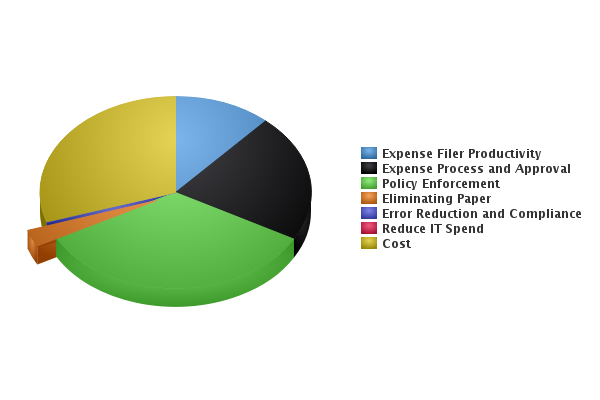 Expense Filer Productivity
Expense Process and Approval
Policy Enforcement
Eliminating Paper
Error Reduction and Compliance
Reduce IT Spend
Cost